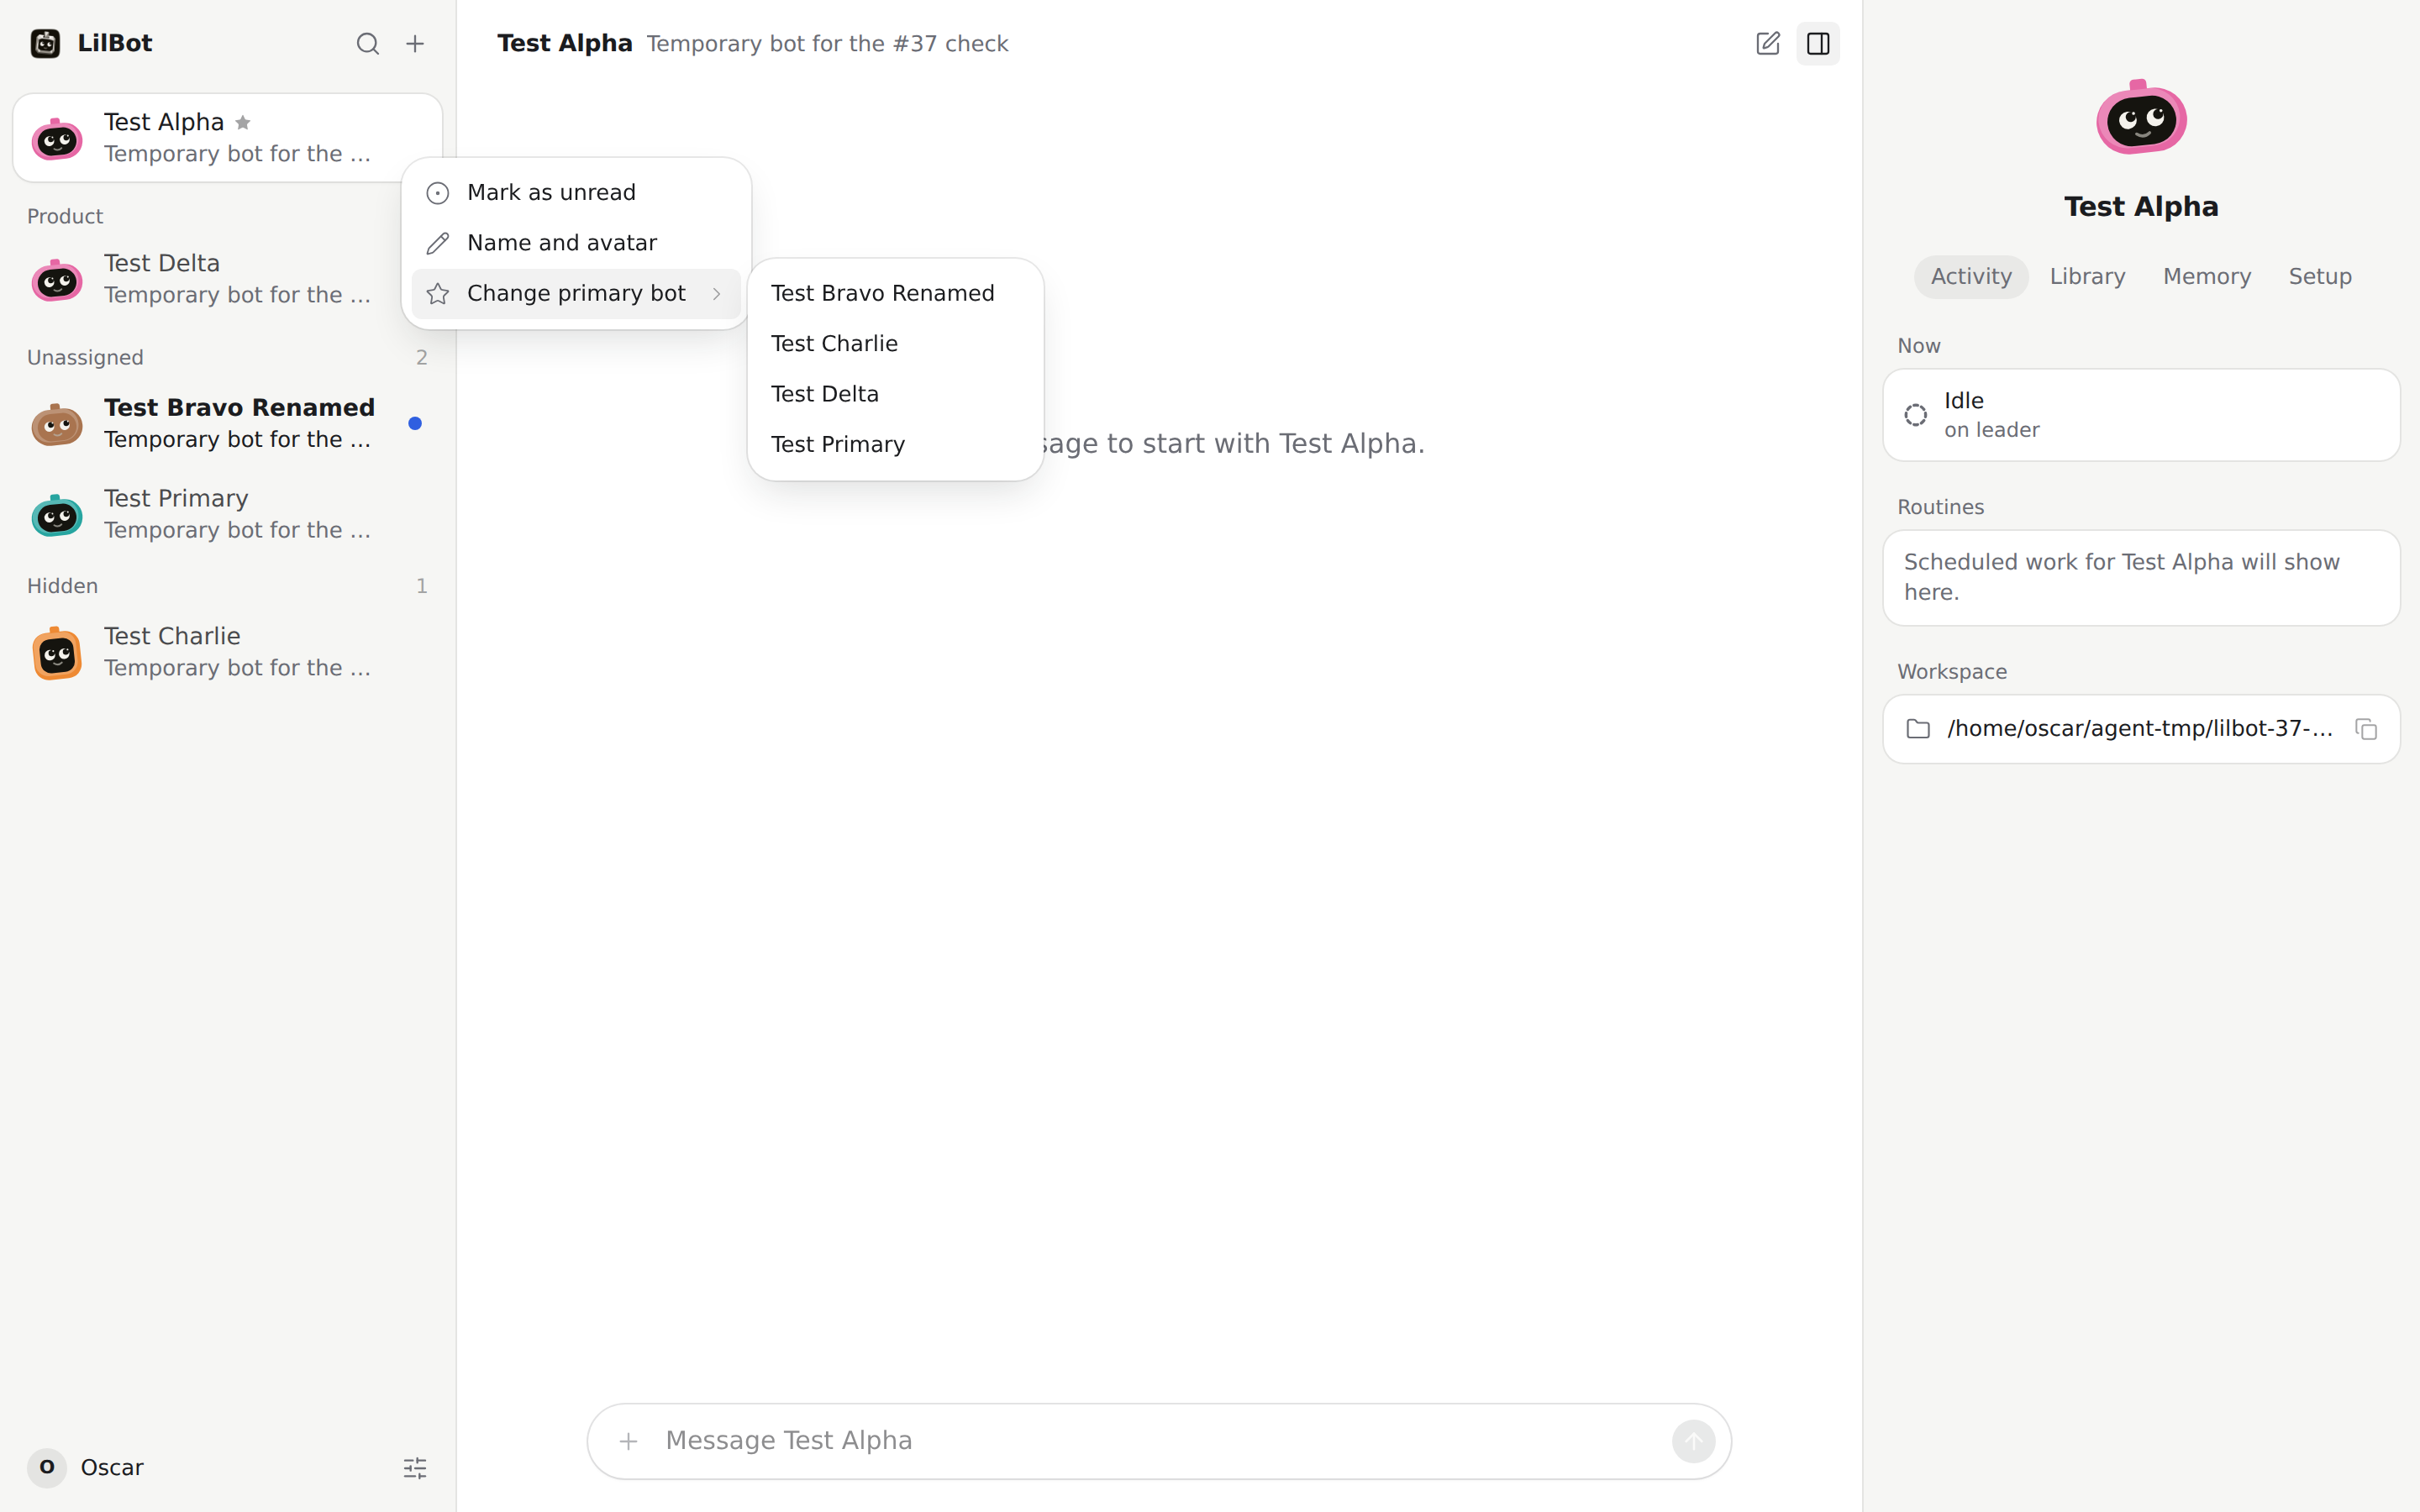 LilBot
Test Alpha
Temporary bot for the ...
Product
Test Delta
Temporary bot for the ...
Unassigned 2
Test Bravo Renamed
Temporary bot for the ...
Test Primary
Temporary bot for the ...
Hidden 1
Test Charlie
Temporary bot for the ...
O Oscar
Test Alpha Temporary bot for the #37 check
Mark as unread
Name and avatar
Change primary bot
Test Bravo Renamed
Test Charlie
Test Delta
Test Primary
sage to start with Test Alpha.
Message Test Alpha
Test Alpha
Activity Library Memory Setup
Now
Idle
on leader
Routines
Scheduled work for Test Alpha will show
here.
Workspace
/home/oscar/agent-tmp/lilbot-37-...